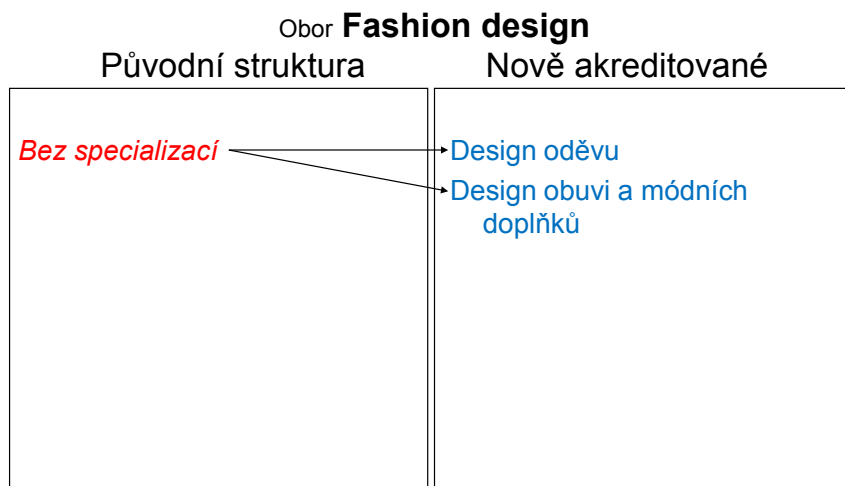 Obor Fashion design
Původní struktura
Nově akreditované
Bez specializací
Design oděvu
Design obuvi a módních
doplňků